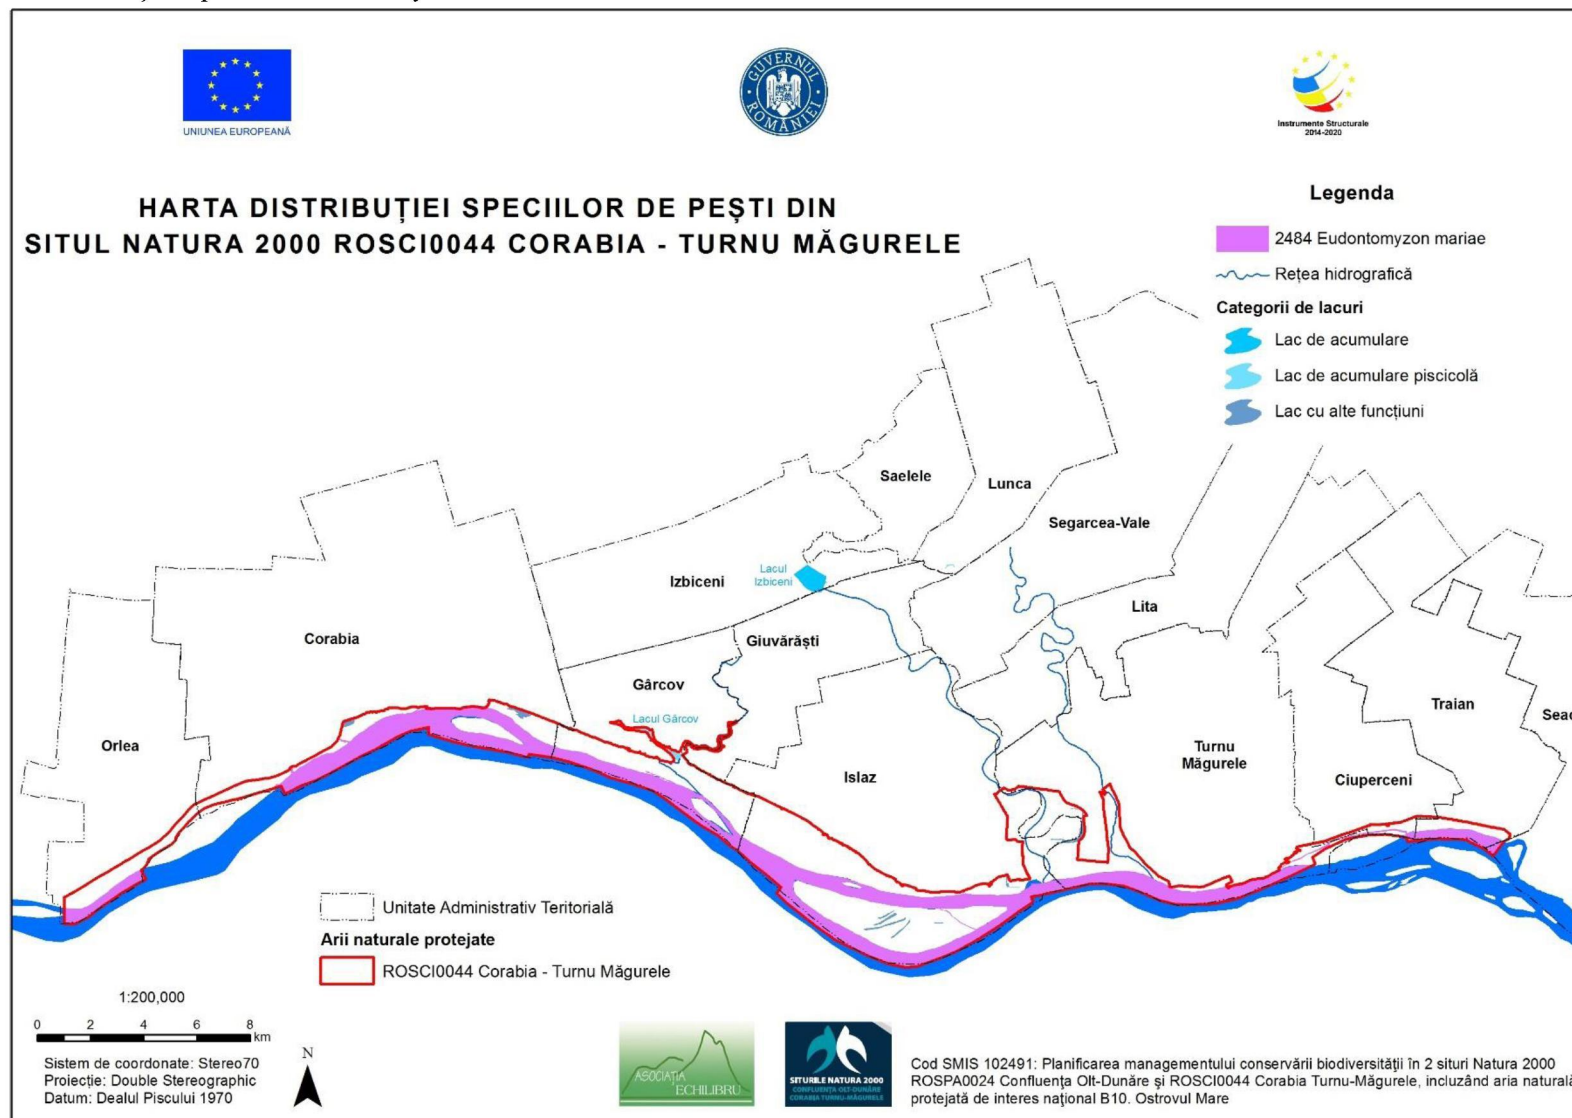 UNIUNEA EUROPEANĂ
GUVERNUL ROMÂNIEI
Instrumente Structurale
2014-2020
HARTA DISTRIBUȚIEI SPECIILOR DE PEȘTI DIN
SITUL NATURA 2000 ROSCI0044 CORABIA - TURNU MĂGURELE
Legenda
2484 Eudontomyzon mariae
Rețea hidrografică
Categorii de lacuri
Lac de acumulare
Lac de acumulare piscicolă
Lac cu alte funcțiuni
Saelele
Lunca
Segarcea-Vale
Izbiceni
Lacul
Izbiceni
Lita
Corabia
Giuvărăști
Gârcov
Lacul Gârcov
Orlea
Islaz
Turnu
Măgurele
Traian
Ciuperceni
Unitate Administrativ Teritorială
Arii naturale protejate
ROSCI0044 Corabia - Turnu Măgurele
1:200,000
0 2 4 6 8
km
N
Sistem de coordonate: Stereo70
Proiecție: Double Stereographic
Datum: Dealul Piscului 1970
ASOCIAȚIA
ECHILIBRU
SITURILE NATURA 2000
CONFLUENȚA OLT-DUNĂRE
CORABIA TURNU-MĂGURELE
Cod SMIS 102491: Planificarea managementului conservării biodiversității în 2 situri Natura 2000
ROSPA0024 Confluența Olt-Dunăre și ROSCI0044 Corabia Turnu-Măgurele, incluzând aria naturală
protejată de interes național B10. Ostrovul Mare